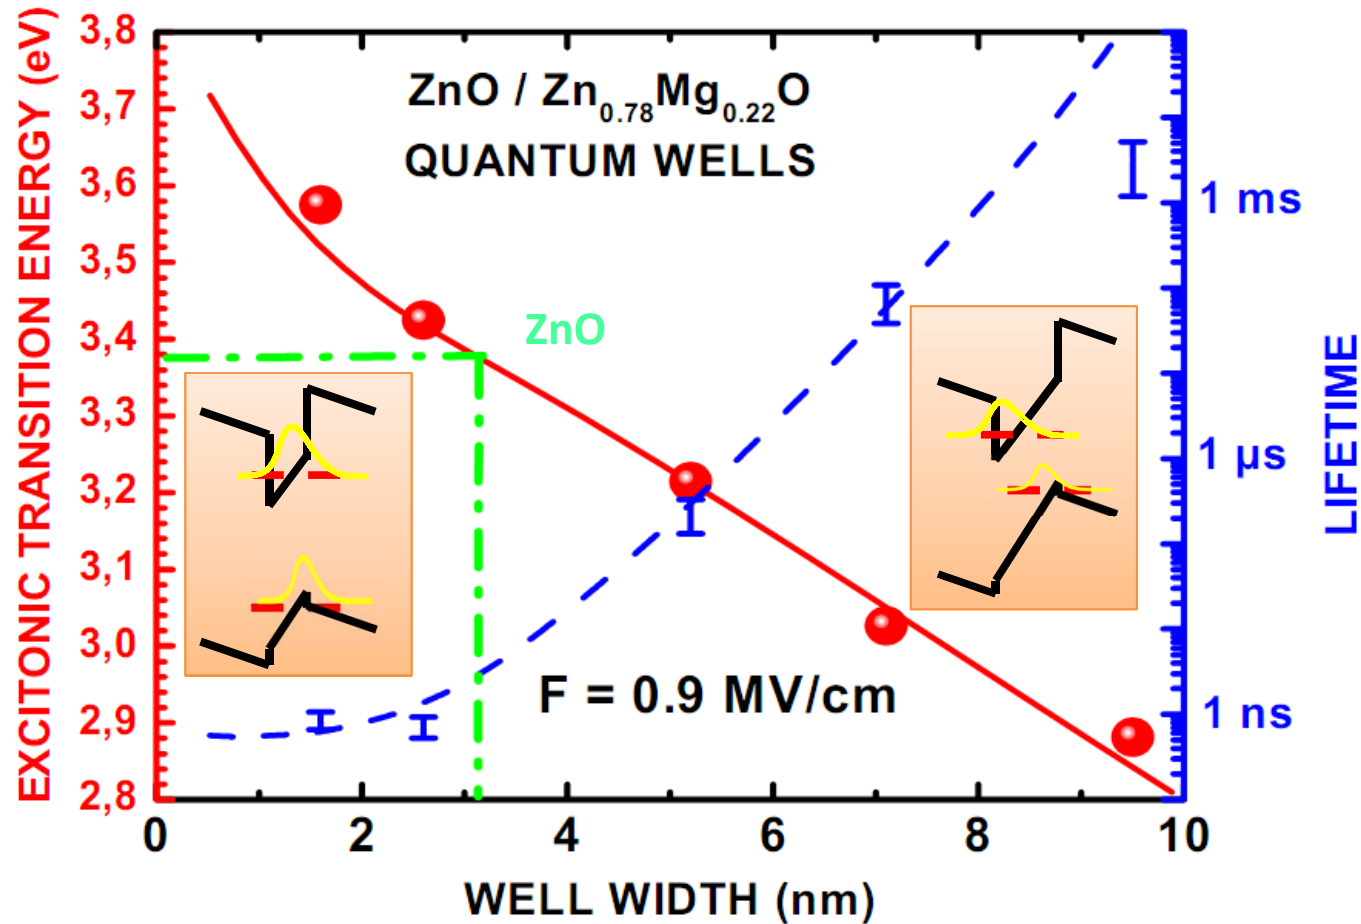 EXCITONIC TRANSITION ENERGY (eV)
3,8
3,7
3,6
3,5
3,4
3,3
3,2
3,1
3,0
2,9
2,8
ZnO / Zn0.78Mg0.22O
QUANTUM WELLS
ZnO
F = 0.9 MV/cm
1 ms
1 µs
1 ns
LIFETIME
0 2 4 6 8 10
WELL WIDTH (nm)